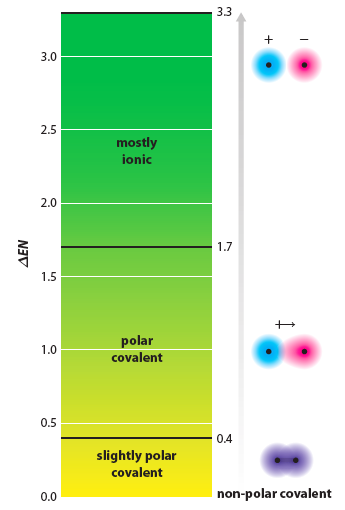 3.3
+ −
3.0
2.5
mostly
ionic
2.0
ΔEN
1.7
1.5
+→
polar
covalent
1.0
0.5
0.4
slightly polar
covalent
0.0
non-polar covalent